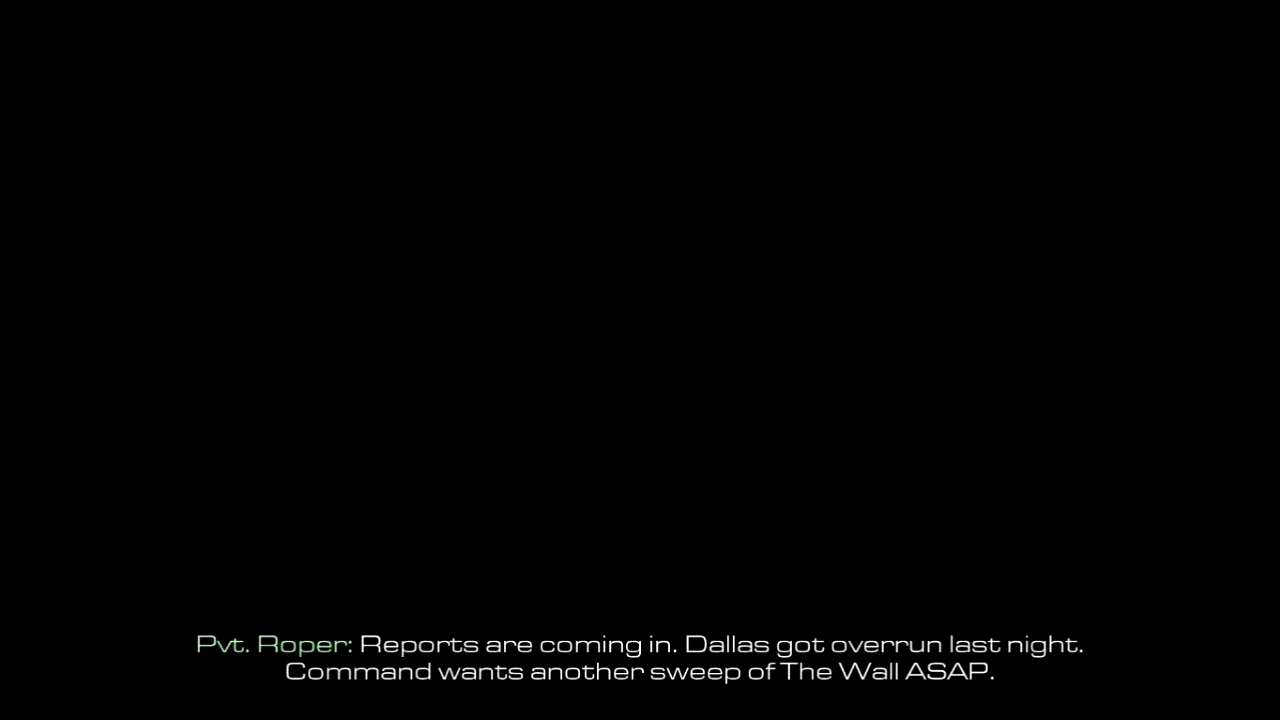 Pvt. Roper: Reports are coming in. Dallas got overrun last night.
Command wants another sweep of The Wall ASAP.